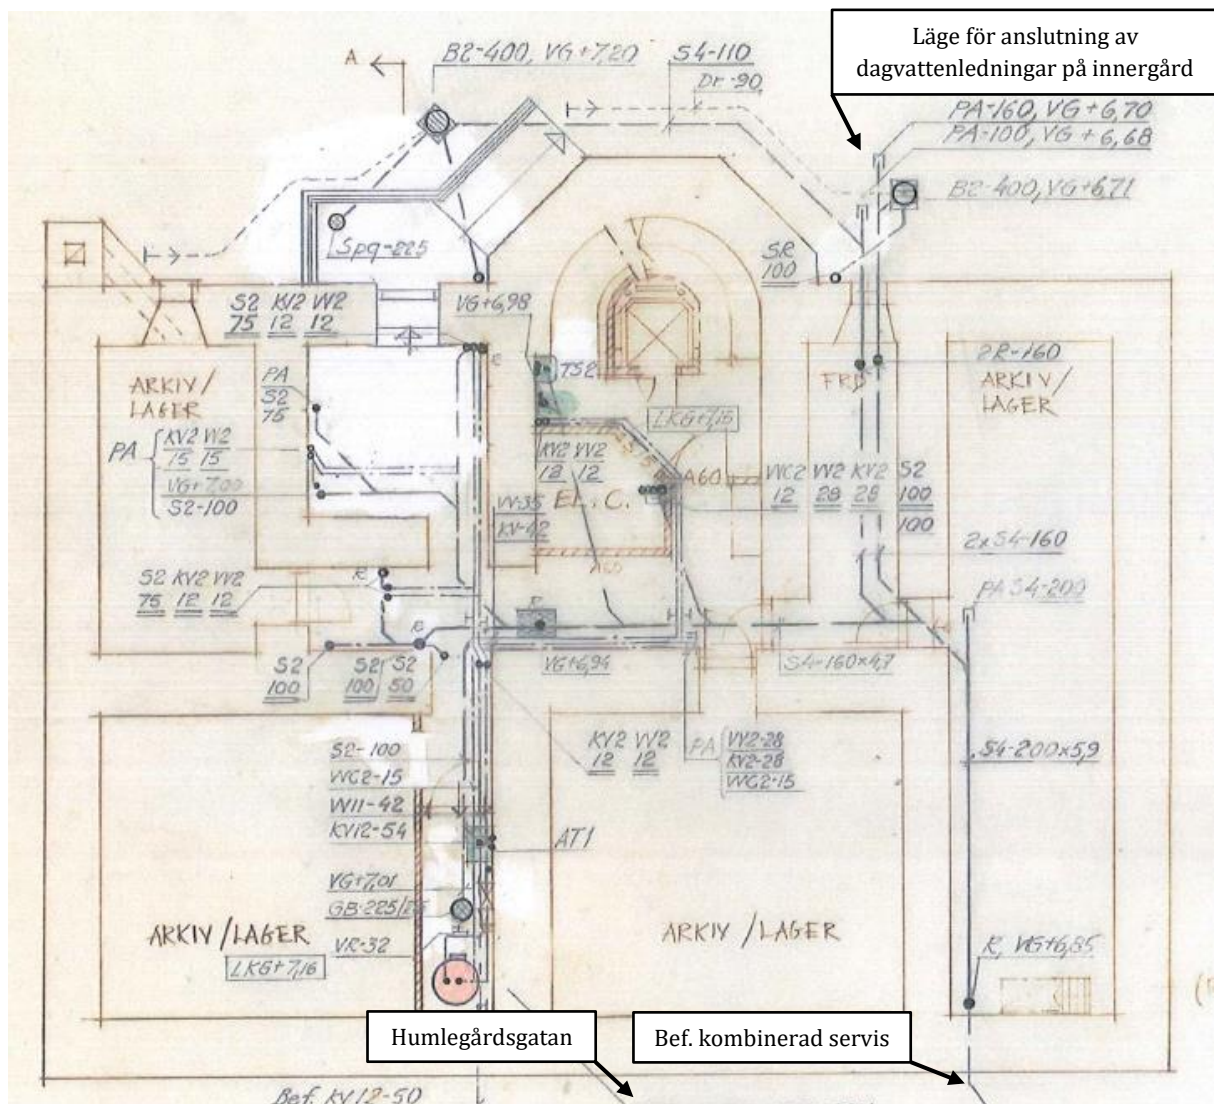 Läge för anslutning av
dagvattenledningar på innergård
A
B2-400, VG+7,20
S4-110
Dr-90
PA-160, VG+6,70
PA-100, VG+6,68
B2-400, VG+6,71
Spg-225
SR
100
S2 KV2 VV2
75 12 12
VG+6,98
TS2
2R-160
ARKIV/
LAGER
PA
S2
75
FRD
ARKIV/
LAGER
LKG+7,15
PA
KV2 VV2
15 15
VG+7,00
S2-100
KV2 VV2
12 12
A60
VVC2 VV2 KV2 S2
12 28 28 100
100
EL.C.
VV-35
KV-42
2xS4-160
S2 KV2 VV2
75 12 12
R
A60
PA S4-200
S2
100
S2 S2
100 50
VG+6,94
S4-160x4,7
S2-100
VVC2-15
VV11-42
KV12-54
KV2 VV2
12 12
PA
VV2-28
KV2-28
VVC2-15
S4-200x5,9
AT1
VG+7,01
GB-225/
ARKIV/LAGER
VR-32
LKG+7,16
ARKIV/LAGER
R, VG+6,85
Humlegårdsgatan
Bef. kombinerad servis
Bef. KV12-50